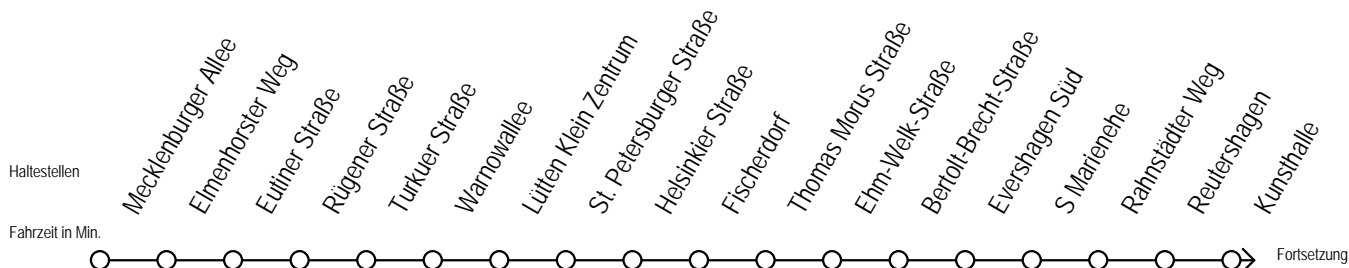 Haltestellen
Mecklenburger Allee
Elmenhorster Weg
Eutiner Straße
Rügener Straße
Turkuer Straße
Warnowallee
Lütten Klein Zentrum
St. Petersburger Straße
Helsinkier Straße
Fischerdorf
Thomas Morus Straße
Ehm-Welk-Straße
Bertolt-Brecht-Straße
Evershagen Süd
S Marienehe
Rahnstädter Weg
Reutershagen
Kunsthalle
Fahrzeit in Min.
Fortsetzung